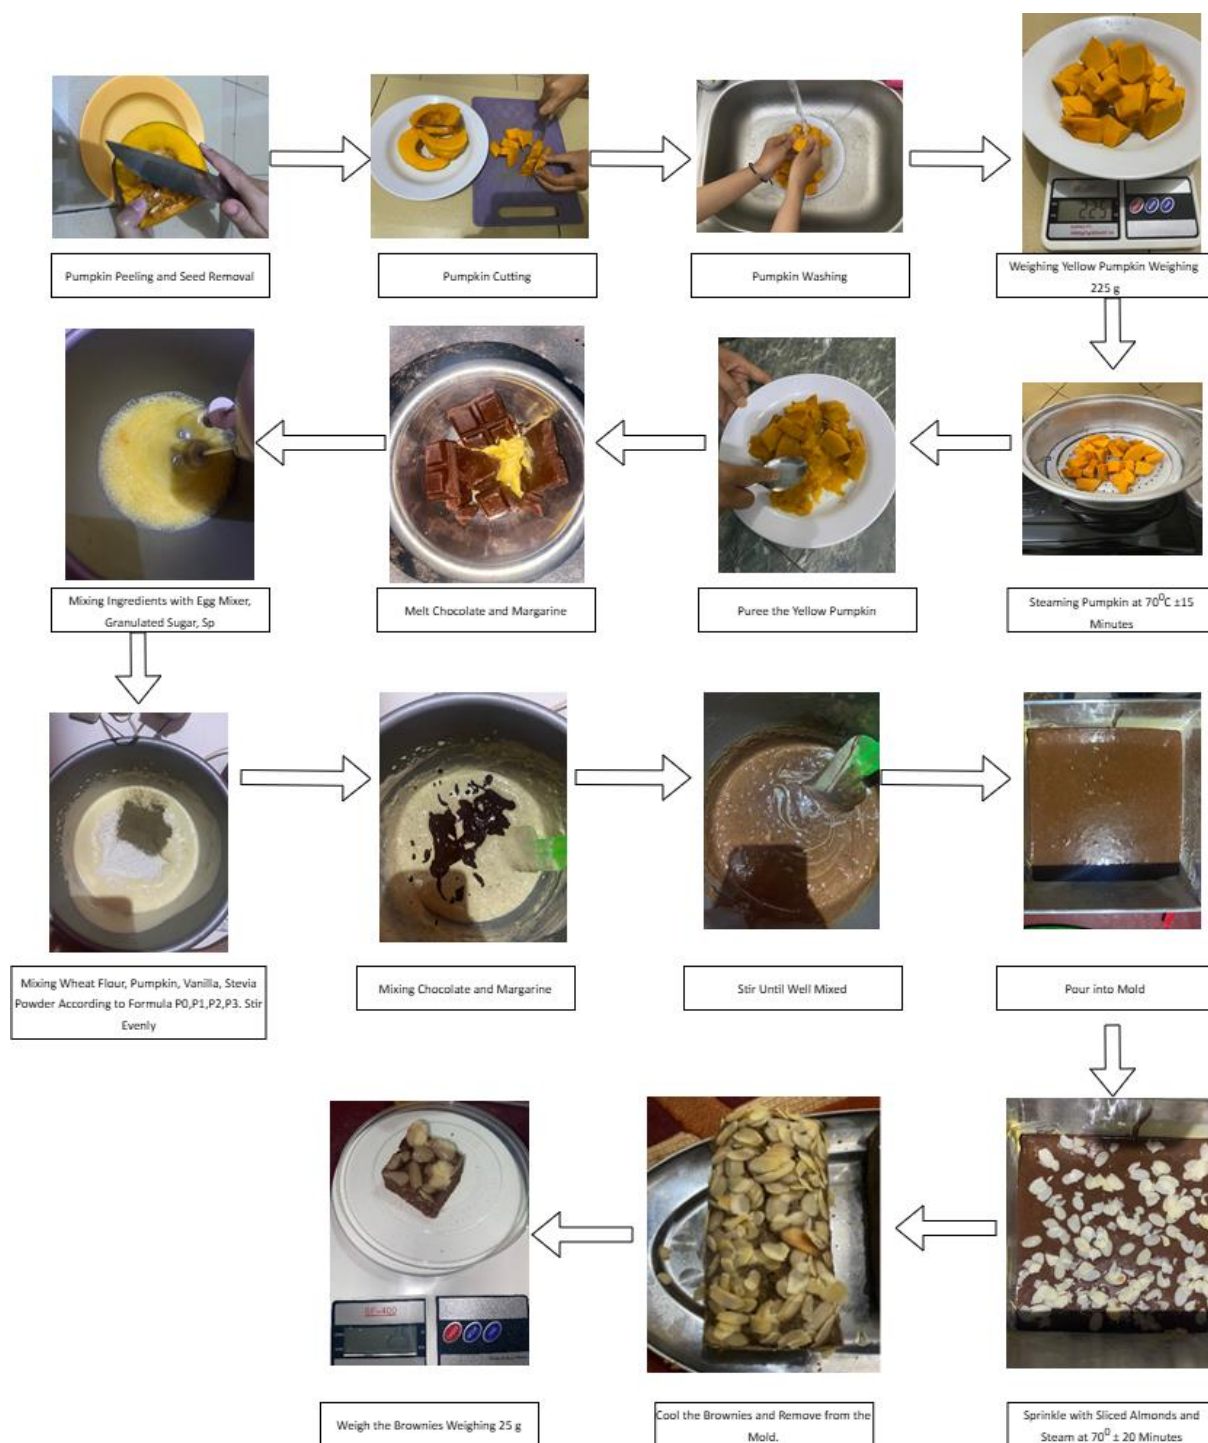 Pumpkin Peeling and Seed Removal
Pumpkin Cutting
Pumpkin Washing
225
Weighing Yellow Pumpkin Weighing
225 g
Steaming Pumpkin at 70⁰C ±15
Minutes
Puree the Yellow Pumpkin
Melt Chocolate and Margarine
Mixing Ingredients with Egg Mixer,
Granulated Sugar, Sp
Mixing Wheat Flour, Pumpkin, Vanilla, Stevia
Powder According to Formula P0,P1,P2,P3. Stir
Evenly
Mixing Chocolate and Margarine
Stir Until Well Mixed
Pour into Mold
Sprinkle with Sliced Almonds and
Steam at 70⁰ ± 20 Minutes
Cool the Brownies and Remove from the
Mold.
SF-400
Weigh the Brownies Weighing 25 g